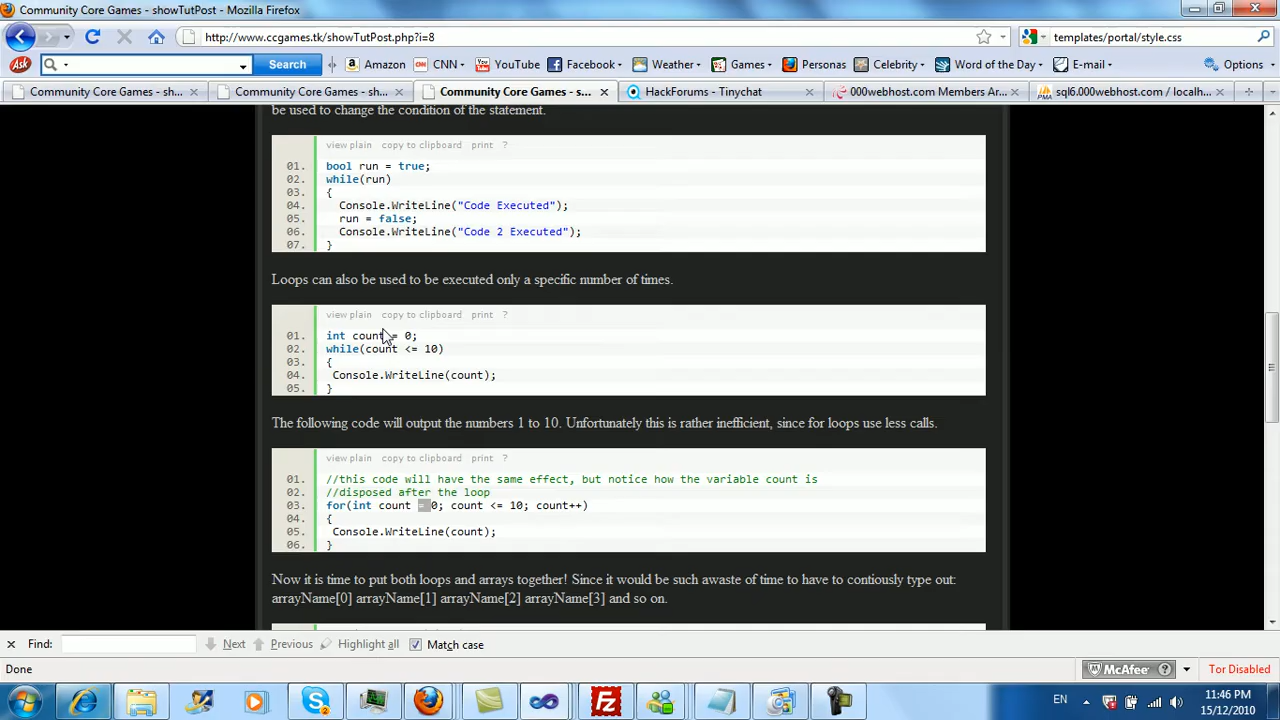 Community Core Games - showTutPost - Mozilla Firefox
http://www.ccgames.tk/showTutPost.php?i=8
templates/portal/style.css
Ask Search Amazon CNN YouTube Facebook Weather Games Personas Celebrity Word of the Day E-mail Options
Community Core Games - sh... Community Core Games - sh... Community Core Games - s... HackForums - Tinychat 000webhost.com Members Ar... sql6.000webhost.com / localh...
be used to change the condition of the statement.
view plain copy to clipboard print ?
01. bool run = true;
02. while(run)
03. {
04. Console.WriteLine("Code Executed");
05. run = false;
06. Console.WriteLine("Code 2 Executed");
07. }
Loops can also be used to be executed only a specific number of times.
view plain copy to clipboard print ?
01. int count = 0;
02. while(count <= 10)
03. {
04. Console.WriteLine(count);
05. }
The following code will output the numbers 1 to 10. Unfortunately this is rather inefficient, since for loops use less calls.
view plain copy to clipboard print ?
01. //this code will have the same effect, but notice how the variable count is
02. //disposed after the loop
03. for(int count = 0; count <= 10; count++)
04. {
05. Console.WriteLine(count);
06. }
Now it is time to put both loops and arrays together! Since it would be such awaste of time to have to contiously type out:
arrayName[0] arrayName[1] arrayName[2] arrayName[3] and so on.
Find: Next Previous Highlight all Match case
Done McAfee ? Tor Disabled
EN 11:46 PM
15/12/2010